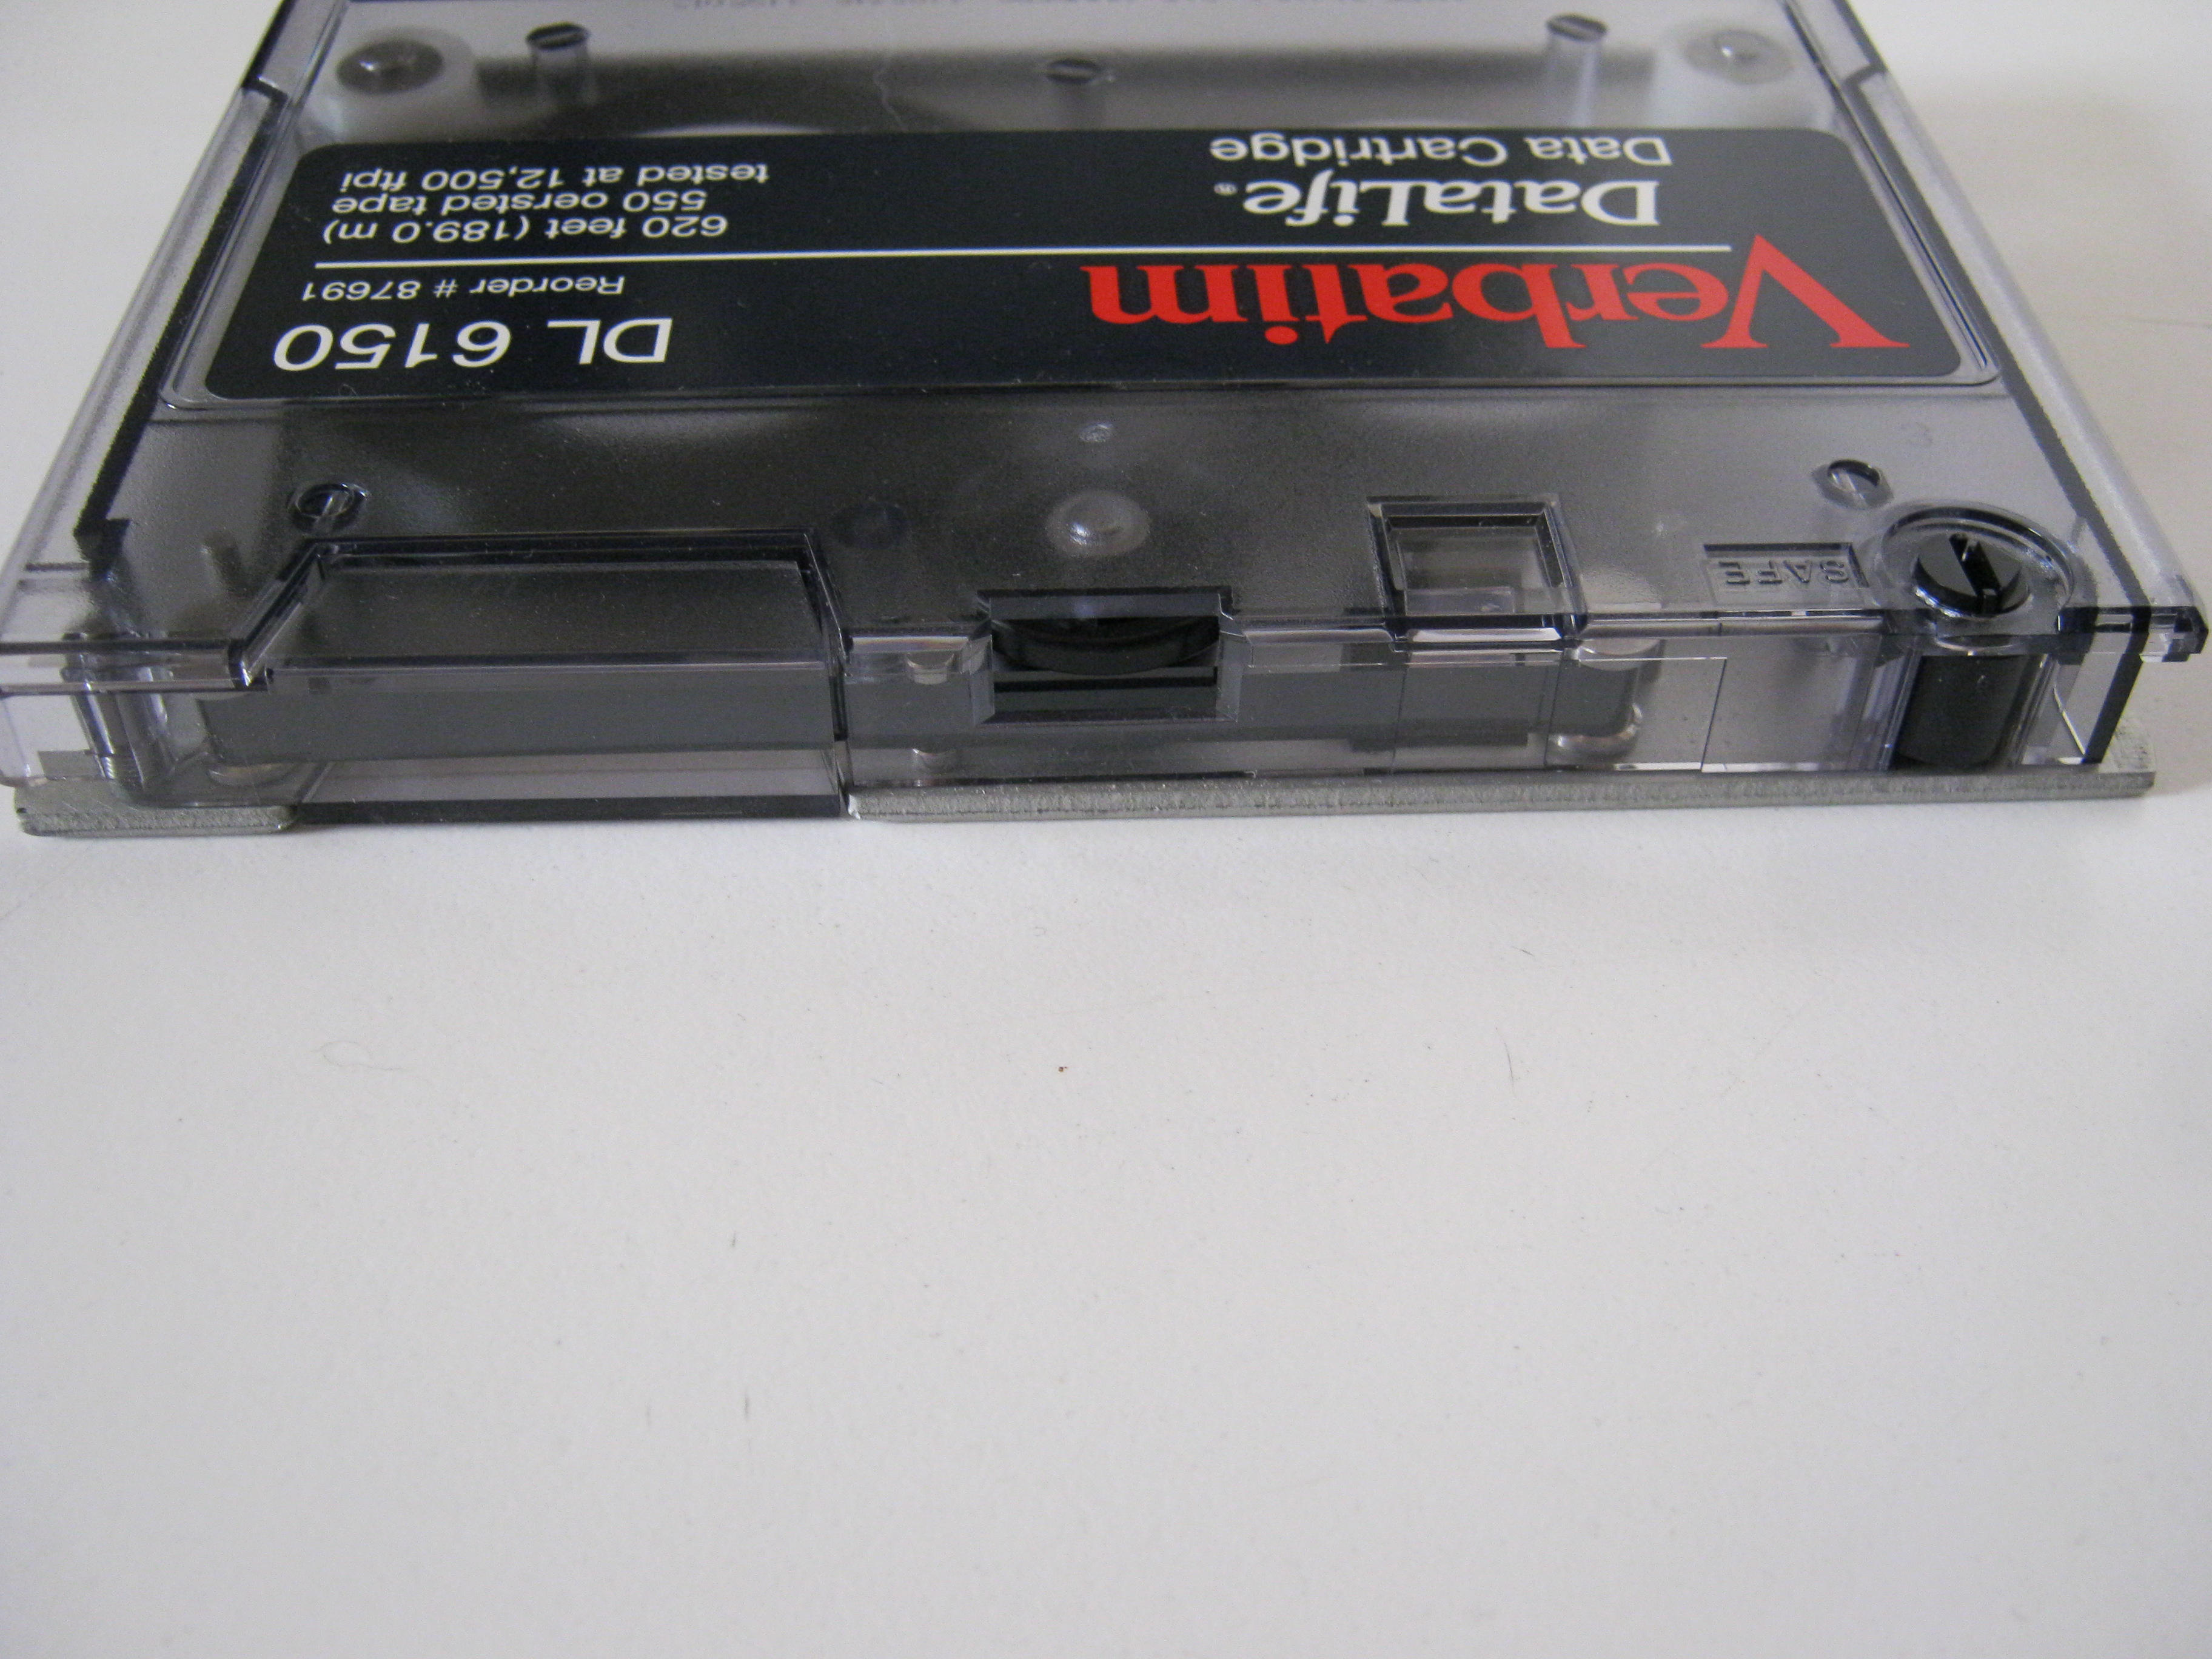 Verbatim
DL 6150
Reorder # 87691
DataLife®
Data Cartridge
620 feet (189.0 m)
550 oersted tape
tested at 12,500 ftpi
SAFE